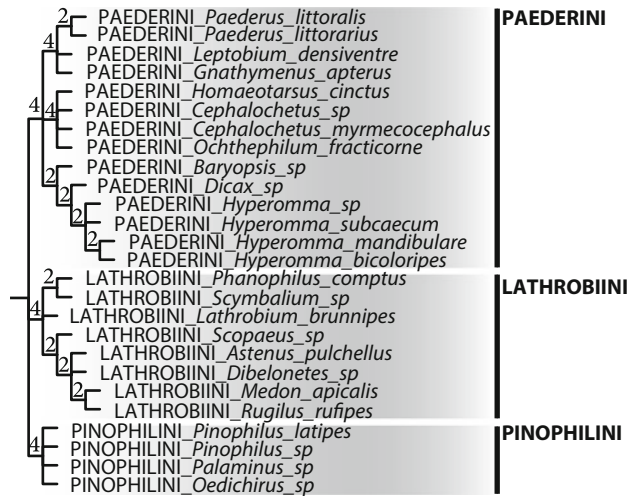 2 PAEDERINI_Paederus_littoralis PAEDERINI
PAEDERINI_Paederus_littorarius
4 PAEDERINI_Leptobium_densiventre
PAEDERINI_Gnathymenus_apterus
PAEDERINI_Homaeotarsus_cinctus
4 4 PAEDERINI_Cephalochetus_sp
PAEDERINI_Cephalochetus_myrmecocephalus
PAEDERINI_Ochthephilum_fracticorne
PAEDERINI_Baryopsis_sp
2 PAEDERINI_Dicax_sp
2 PAEDERINI_Hyperomma_sp
2 PAEDERINI_Hyperomma_subcaecum
2 PAEDERINI_Hyperomma_mandibulare
PAEDERINI_Hyperomma_bicoloripes
2 LATHROBIINI_Phanophilus_comptus LATHROBIINI
LATHROBIINI_Scymbalium_sp
4 LATHROBIINI_Lathrobium_brunnipes
LATHROBIINI_Scopaeus_sp
2 LATHROBIINI_Astenus_pulchellus
2 LATHROBIINI_Dibelonetes_sp
2 LATHROBIINI_Medon_apicalis
LATHROBIINI_Rugilus_rufipes
PINOPHILINI_Pinophilus_latipes PINOPHILINI
4 PINOPHILINI_Pinophilus_sp
PINOPHILINI_Palaminus_sp
PINOPHILINI_Oedichirus_sp